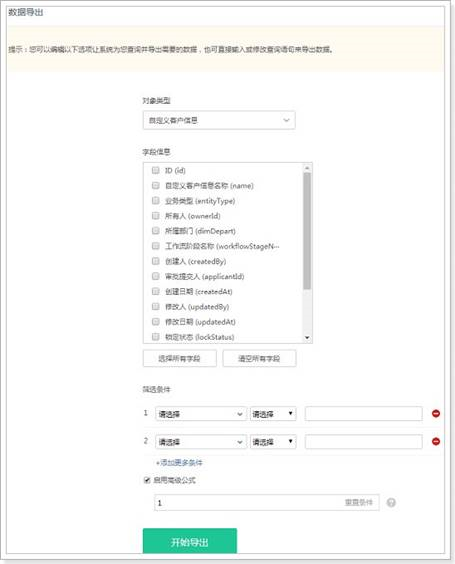 数据导出
提示：您可以编辑以下选项让系统为您查询并导出需要的数据，也可直接输入或修改查询语句来导出数据。
对象类型
自定义客户信息
字段信息
ID (id)
自定义客户信息名称 (name)
业务类型 (entityType)
所有人 (ownerId)
所属部门 (dimDepart)
工作流阶段名称 (workflowStageN···
创建人 (createdBy)
审批提交人 (applicantId)
创建日期 (createdAt)
修改人 (updatedBy)
修改日期 (updatedAt)
锁定状态 (lockStatus)
选择所有字段 清空所有字段
筛选条件
1 请选择 请选择
2 请选择 请选择
+添加更多条件
启用高级公式
1 重置条件 ?
开始导出